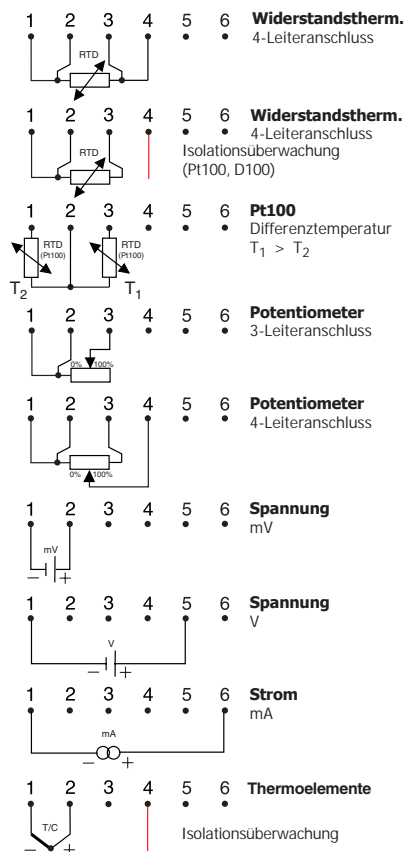 1 2 3 4 5 6 Widerstandstherm.
4-Leiteranschluss
RTD
1 2 3 4 5 6 Widerstandstherm.
4-Leiteranschluss
RTD Isolationsüberwachung
(Pt100, D100)
1 2 3 4 5 6 Pt100
Differenztemperatur
RTD RTD T1 > T2
(Pt100) (Pt100)
T2 T1
1 2 3 4 5 6 Potentiometer
3-Leiteranschluss
0% 100%
1 2 3 4 5 6 Potentiometer
4-Leiteranschluss
0% 100%
1 2 3 4 5 6 Spannung
mV
mV
− +
1 2 3 4 5 6 Spannung
V
V
− +
1 2 3 4 5 6 Strom
mA
mA
− +
1 2 3 4 5 6 Thermoelemente
T/C Isolationsüberwachung
− +